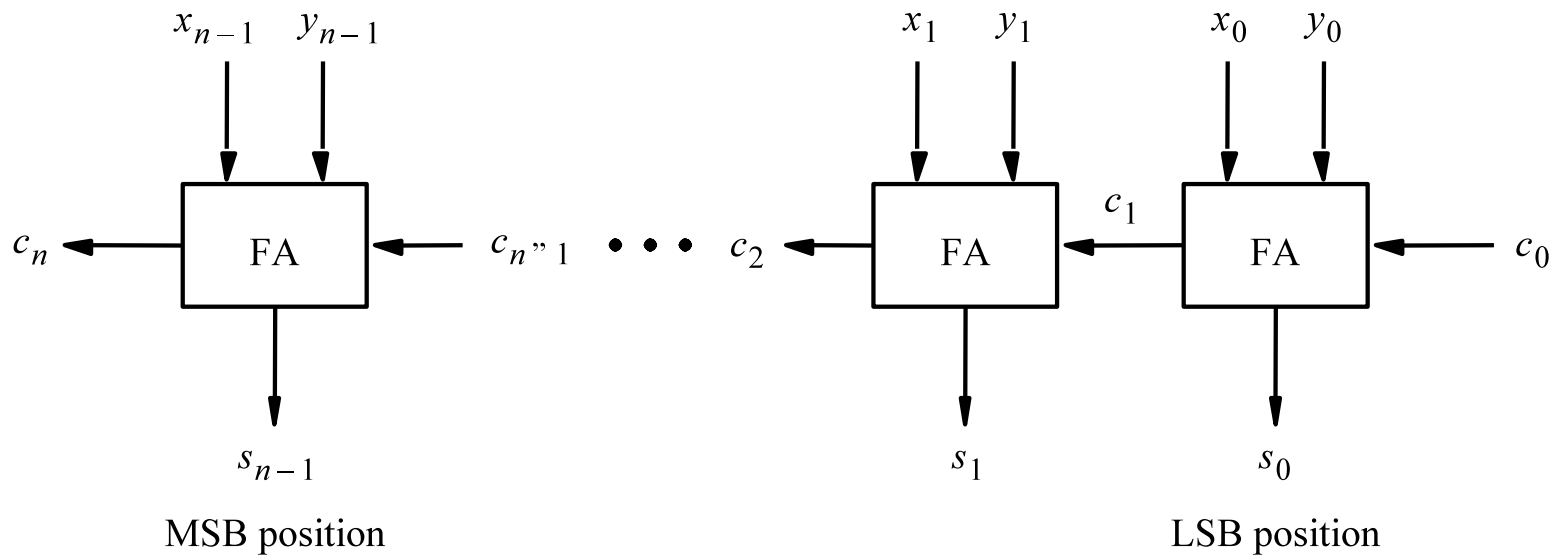 x_{n-1} y_{n-1} x_1 y_1 x_0 y_0
c_1
c_n FA c_{n” 1} • • • c_2 FA FA c_0
s_{n-1} s_1 s_0
MSB position LSB position